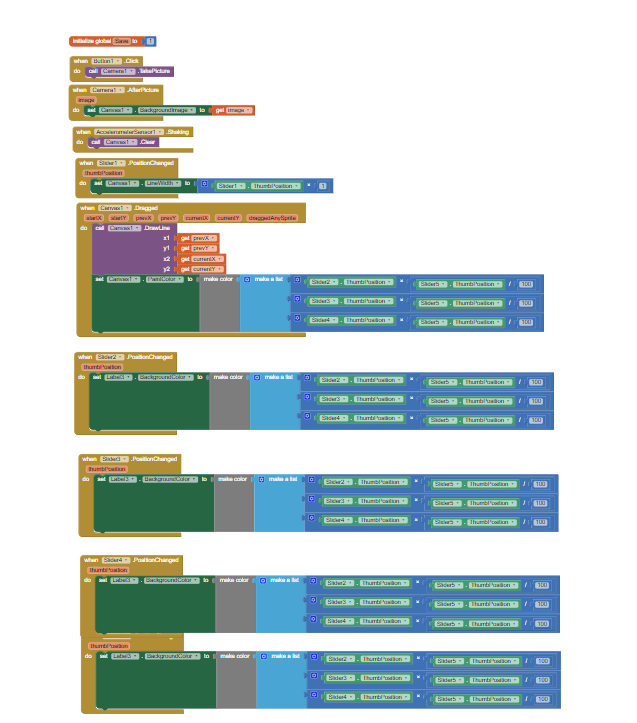 initialize global Save to 1
when Button1 .Click
do call Camera1 .TakePicture
when Camera1 .AfterPicture
image
do set Canvas1 . BackgroundImage to get image
when AccelerometerSensor1 .Shaking
do call Canvas1 .Clear
when Slider1 .PositionChanged
thumbPosition
do set Canvas1 . LineWidth to Slider1 . ThumbPosition × 1
when Canvas1 .Dragged
startX startY prevX prevY currentX currentY draggedAnySprite
do call Canvas1 .DrawLine
x1 get prevX
y1 get prevY
x2 get currentX
y2 get currentY
set Canvas1 . PaintColor to make color make a list Slider2 . ThumbPosition × Slider5 . ThumbPosition / 100
Slider3 . ThumbPosition × Slider5 . ThumbPosition / 100
Slider4 . ThumbPosition × Slider5 . ThumbPosition / 100
when Slider2 .PositionChanged
thumbPosition
do set Label3 . BackgroundColor to make color make a list Slider2 . ThumbPosition × Slider5 . ThumbPosition / 100
Slider3 . ThumbPosition × Slider5 . ThumbPosition / 100
Slider4 . ThumbPosition × Slider5 . ThumbPosition / 100
when Slider3 .PositionChanged
thumbPosition
do set Label3 . BackgroundColor to make color make a list Slider2 . ThumbPosition × Slider5 . ThumbPosition / 100
Slider3 . ThumbPosition × Slider5 . ThumbPosition / 100
Slider4 . ThumbPosition × Slider5 . ThumbPosition / 100
when Slider4 .PositionChanged
thumbPosition
do set Label3 . BackgroundColor to make color make a list Slider2 . ThumbPosition × Slider5 . ThumbPosition / 100
Slider3 . ThumbPosition × Slider5 . ThumbPosition / 100
Slider4 . ThumbPosition × Slider5 . ThumbPosition / 100
thumbPosition
do set Label3 . BackgroundColor to make color make a list Slider2 . ThumbPosition × Slider5 . ThumbPosition / 100
Slider3 . ThumbPosition × Slider5 . ThumbPosition / 100
Slider4 . ThumbPosition × Slider5 . ThumbPosition / 100